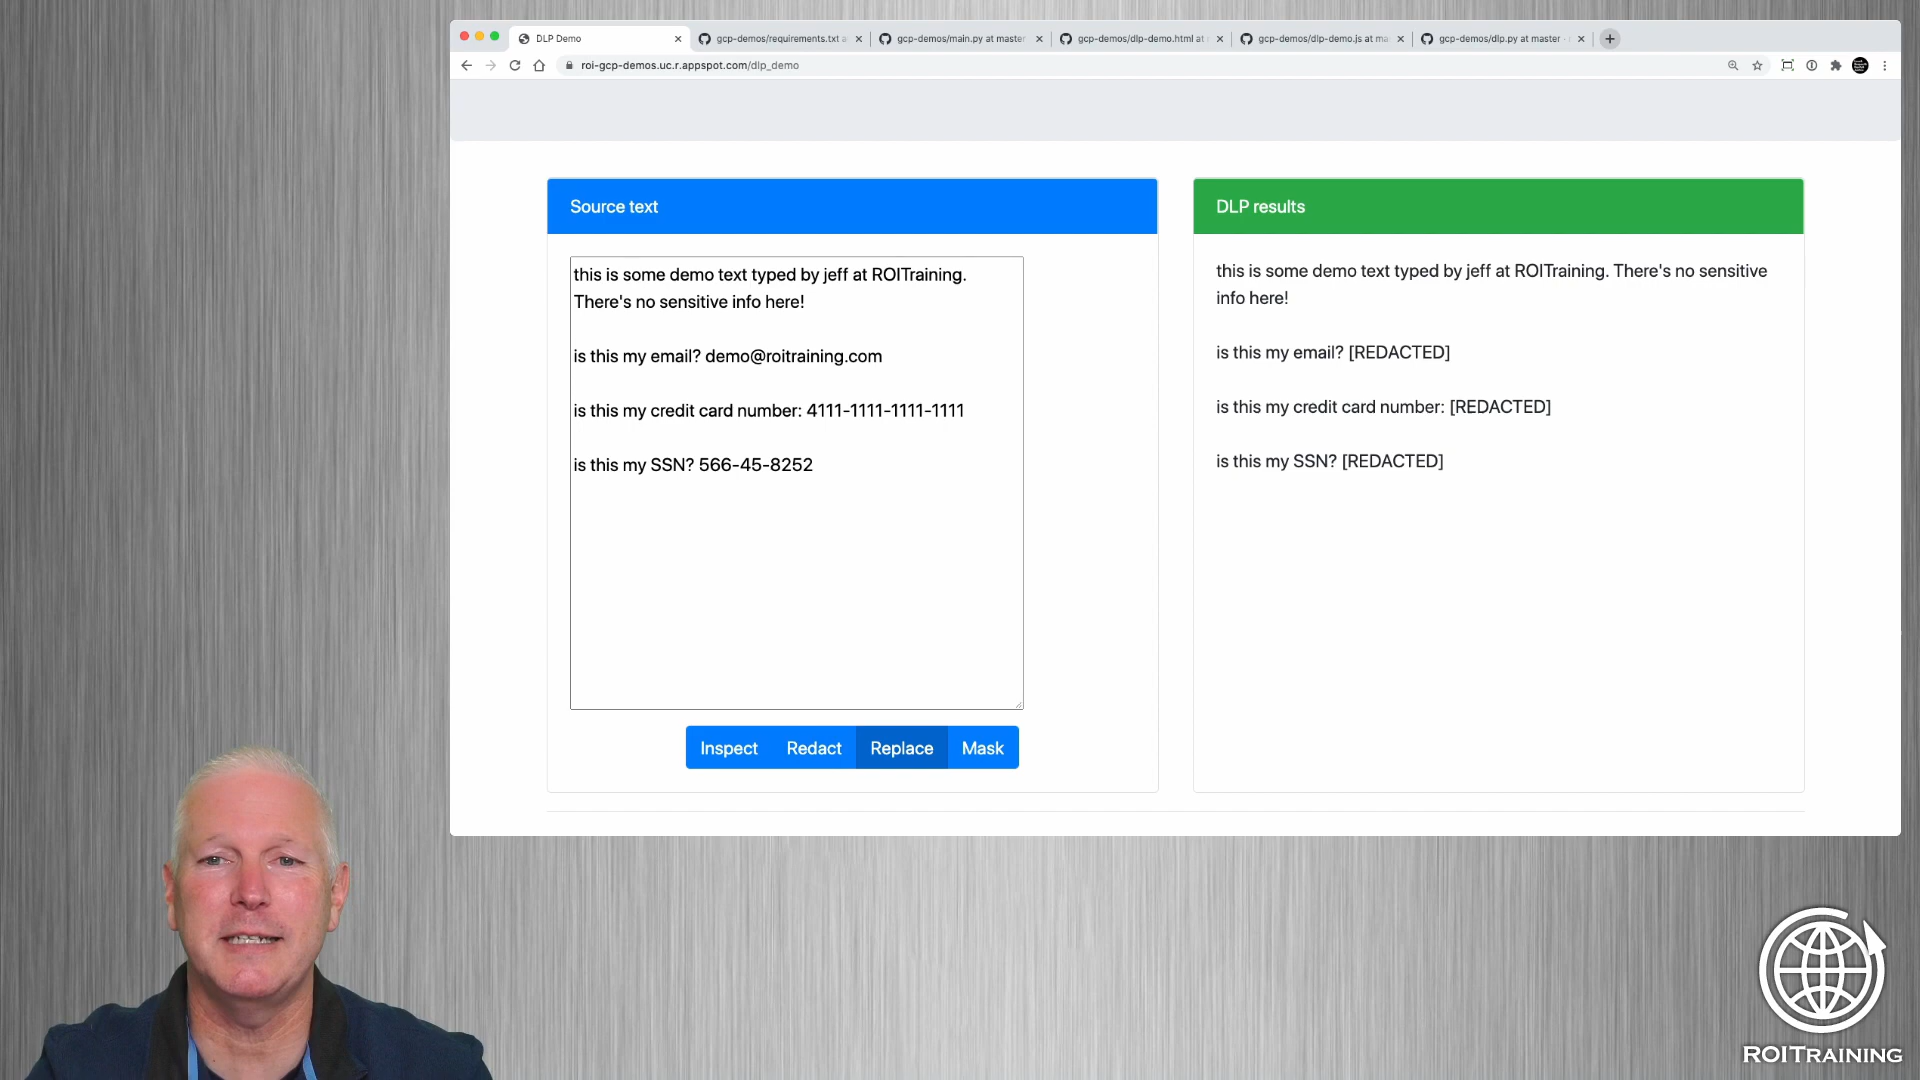 DLP Demo
gcp-demos/requirements.txt a
gcp-demos/main.py at master
gcp-demos/dlp-demo.html at
gcp-demos/dlp-demo.js at ma
gcp-demos/dlp.py at master ·
roi-gcp-demos.uc.r.appspot.com/dlp_demo
Source text
this is some demo text typed by jeff at ROITraining.
There's no sensitive info here!
is this my email? demo@roitraining.com
is this my credit card number: 4111-1111-1111-1111
is this my SSN? 566-45-8252
Inspect Redact Replace Mask
DLP results
this is some demo text typed by jeff at ROITraining. There's no sensitive
info here!
is this my email? [REDACTED]
is this my credit card number: [REDACTED]
is this my SSN? [REDACTED]
ROITRAINING